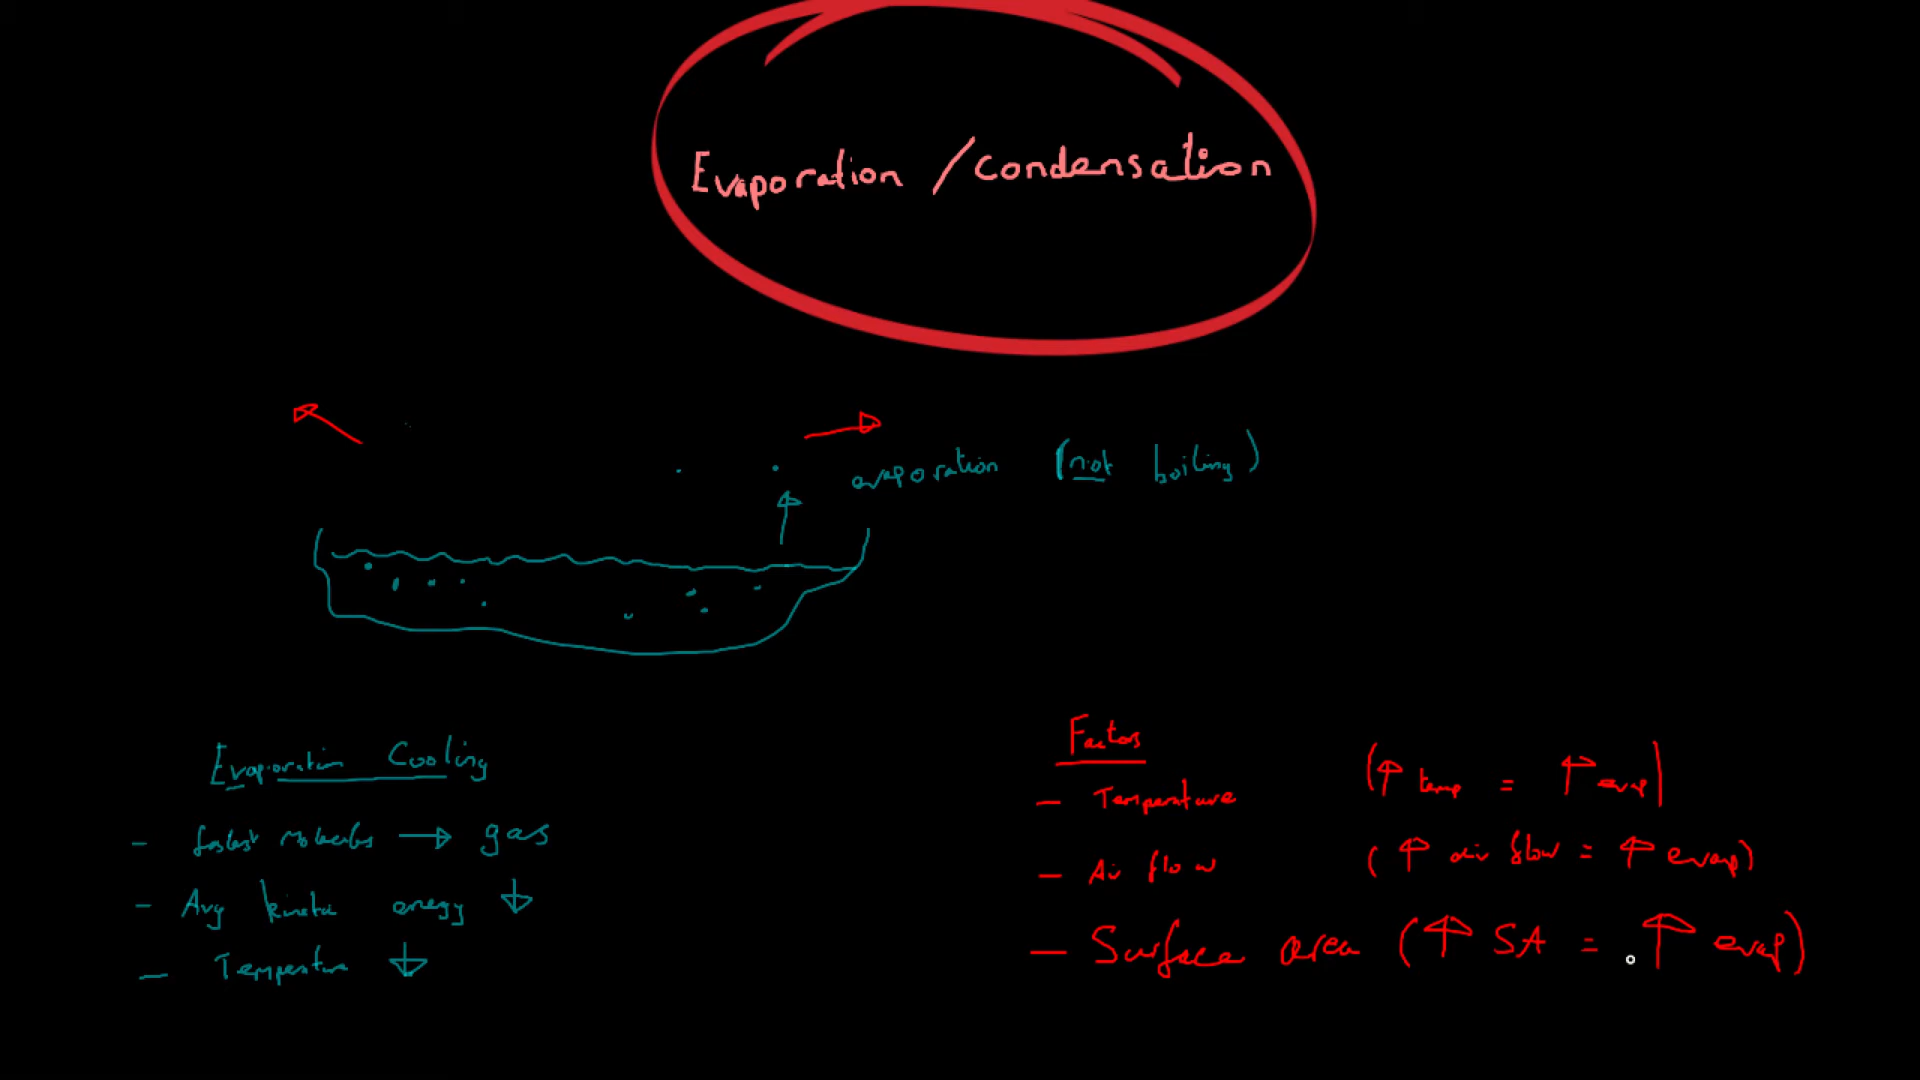 Evaporation / condensation
evaporation (not boiling)
Evaporation Cooling
- fastest molecules → gas
- Avg kinetic energy ↓
- Temperature ↓
Factors
- Temperature (↑ temp = ↑ evap)
- Air flow (↑ air flow = ↑ evap)
- Surface area (↑ SA = ↑ evap)